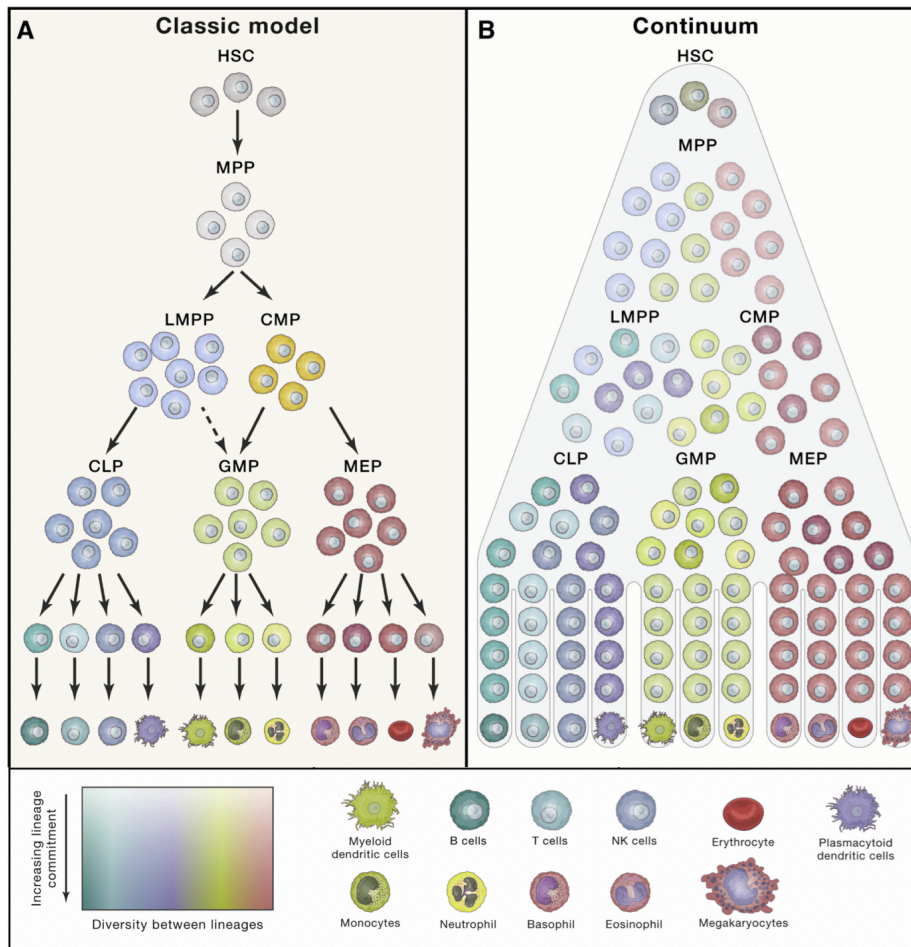 A
Classic model
HSC
MPP
LMPP
CMP
CLP
GMP
MEP
B
Continuum
HSC
MPP
LMPP
CMP
CLP
GMP
MEP
Increasing lineage
commitment
Diversity between lineages
Myeloid
dendritic cells
B cells
T cells
NK cells
Erythrocyte
Plasmacytoid
dendritic cells
Monocytes
Neutrophil
Basophil
Eosinophil
Megakaryocytes